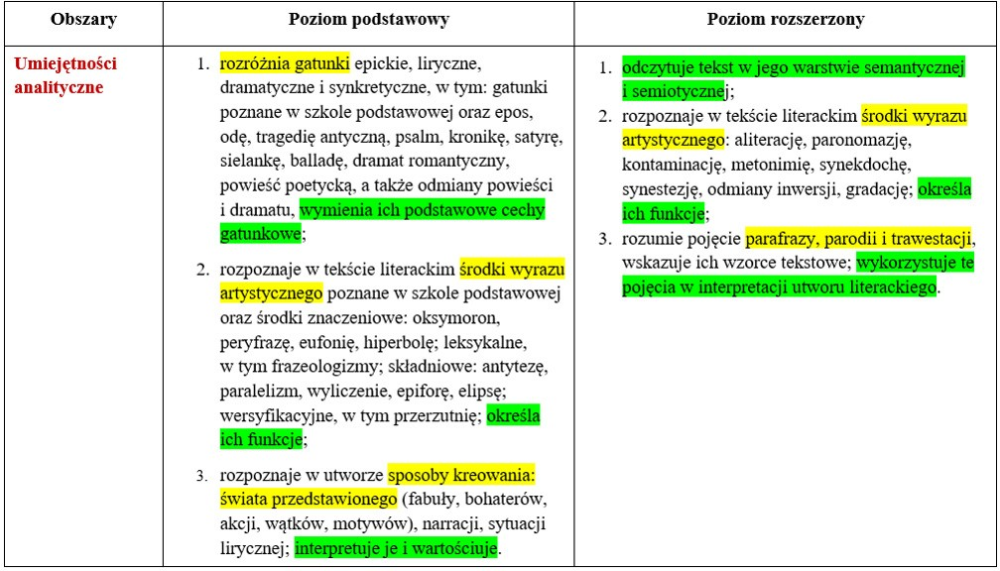 Obszary
Poziom podstawowy
Poziom rozszerzony
Umiejętności
analityczne
1. rozróżnia gatunki epickie, liryczne,
dramatyczne i synkretyczne, w tym: gatunki
poznane w szkole podstawowej oraz epos,
odę, tragedię antyczną, psalm, kronikę, satyrę,
sielankę, balladę, dramat romantyczny,
powieść poetycką, a także odmiany powieści
i dramatu, wymienia ich podstawowe cechy
gatunkowe;
2. rozpoznaje w tekście literackim środki wyrazu
artystycznego poznane w szkole podstawowej
oraz środki znaczeniowe: oksymoron,
peryfrazę, eufonię, hiperbolę; leksykalne,
w tym frazeologizmy; składniowe: antytezę,
paralelizm, wyliczenie, epiforę, elipsę;
wersyfikacyjne, w tym przerzutnię; określa
ich funkcje;
3. rozpoznaje w utworze sposoby kreowania:
świata przedstawionego (fabuły, bohaterów,
akcji, wątków, motywów), narracji, sytuacji
lirycznej; interpretuje je i wartościuje.
1. odczytuje tekst w jego warstwie semantycznej
i semiotycznej;
2. rozpoznaje w tekście literackim środki wyrazu
artystycznego: aliterację, paronomazję,
kontaminację, metonimię, synekdochę,
synestezję, odmiany inwersji, gradację; określa
ich funkcje;
3. rozumie pojęcie parafrazy, parodii i trawestacji,
wskazuje ich wzorce tekstowe; wykorzystuje te
pojęcia w interpretacji utworu literackiego.